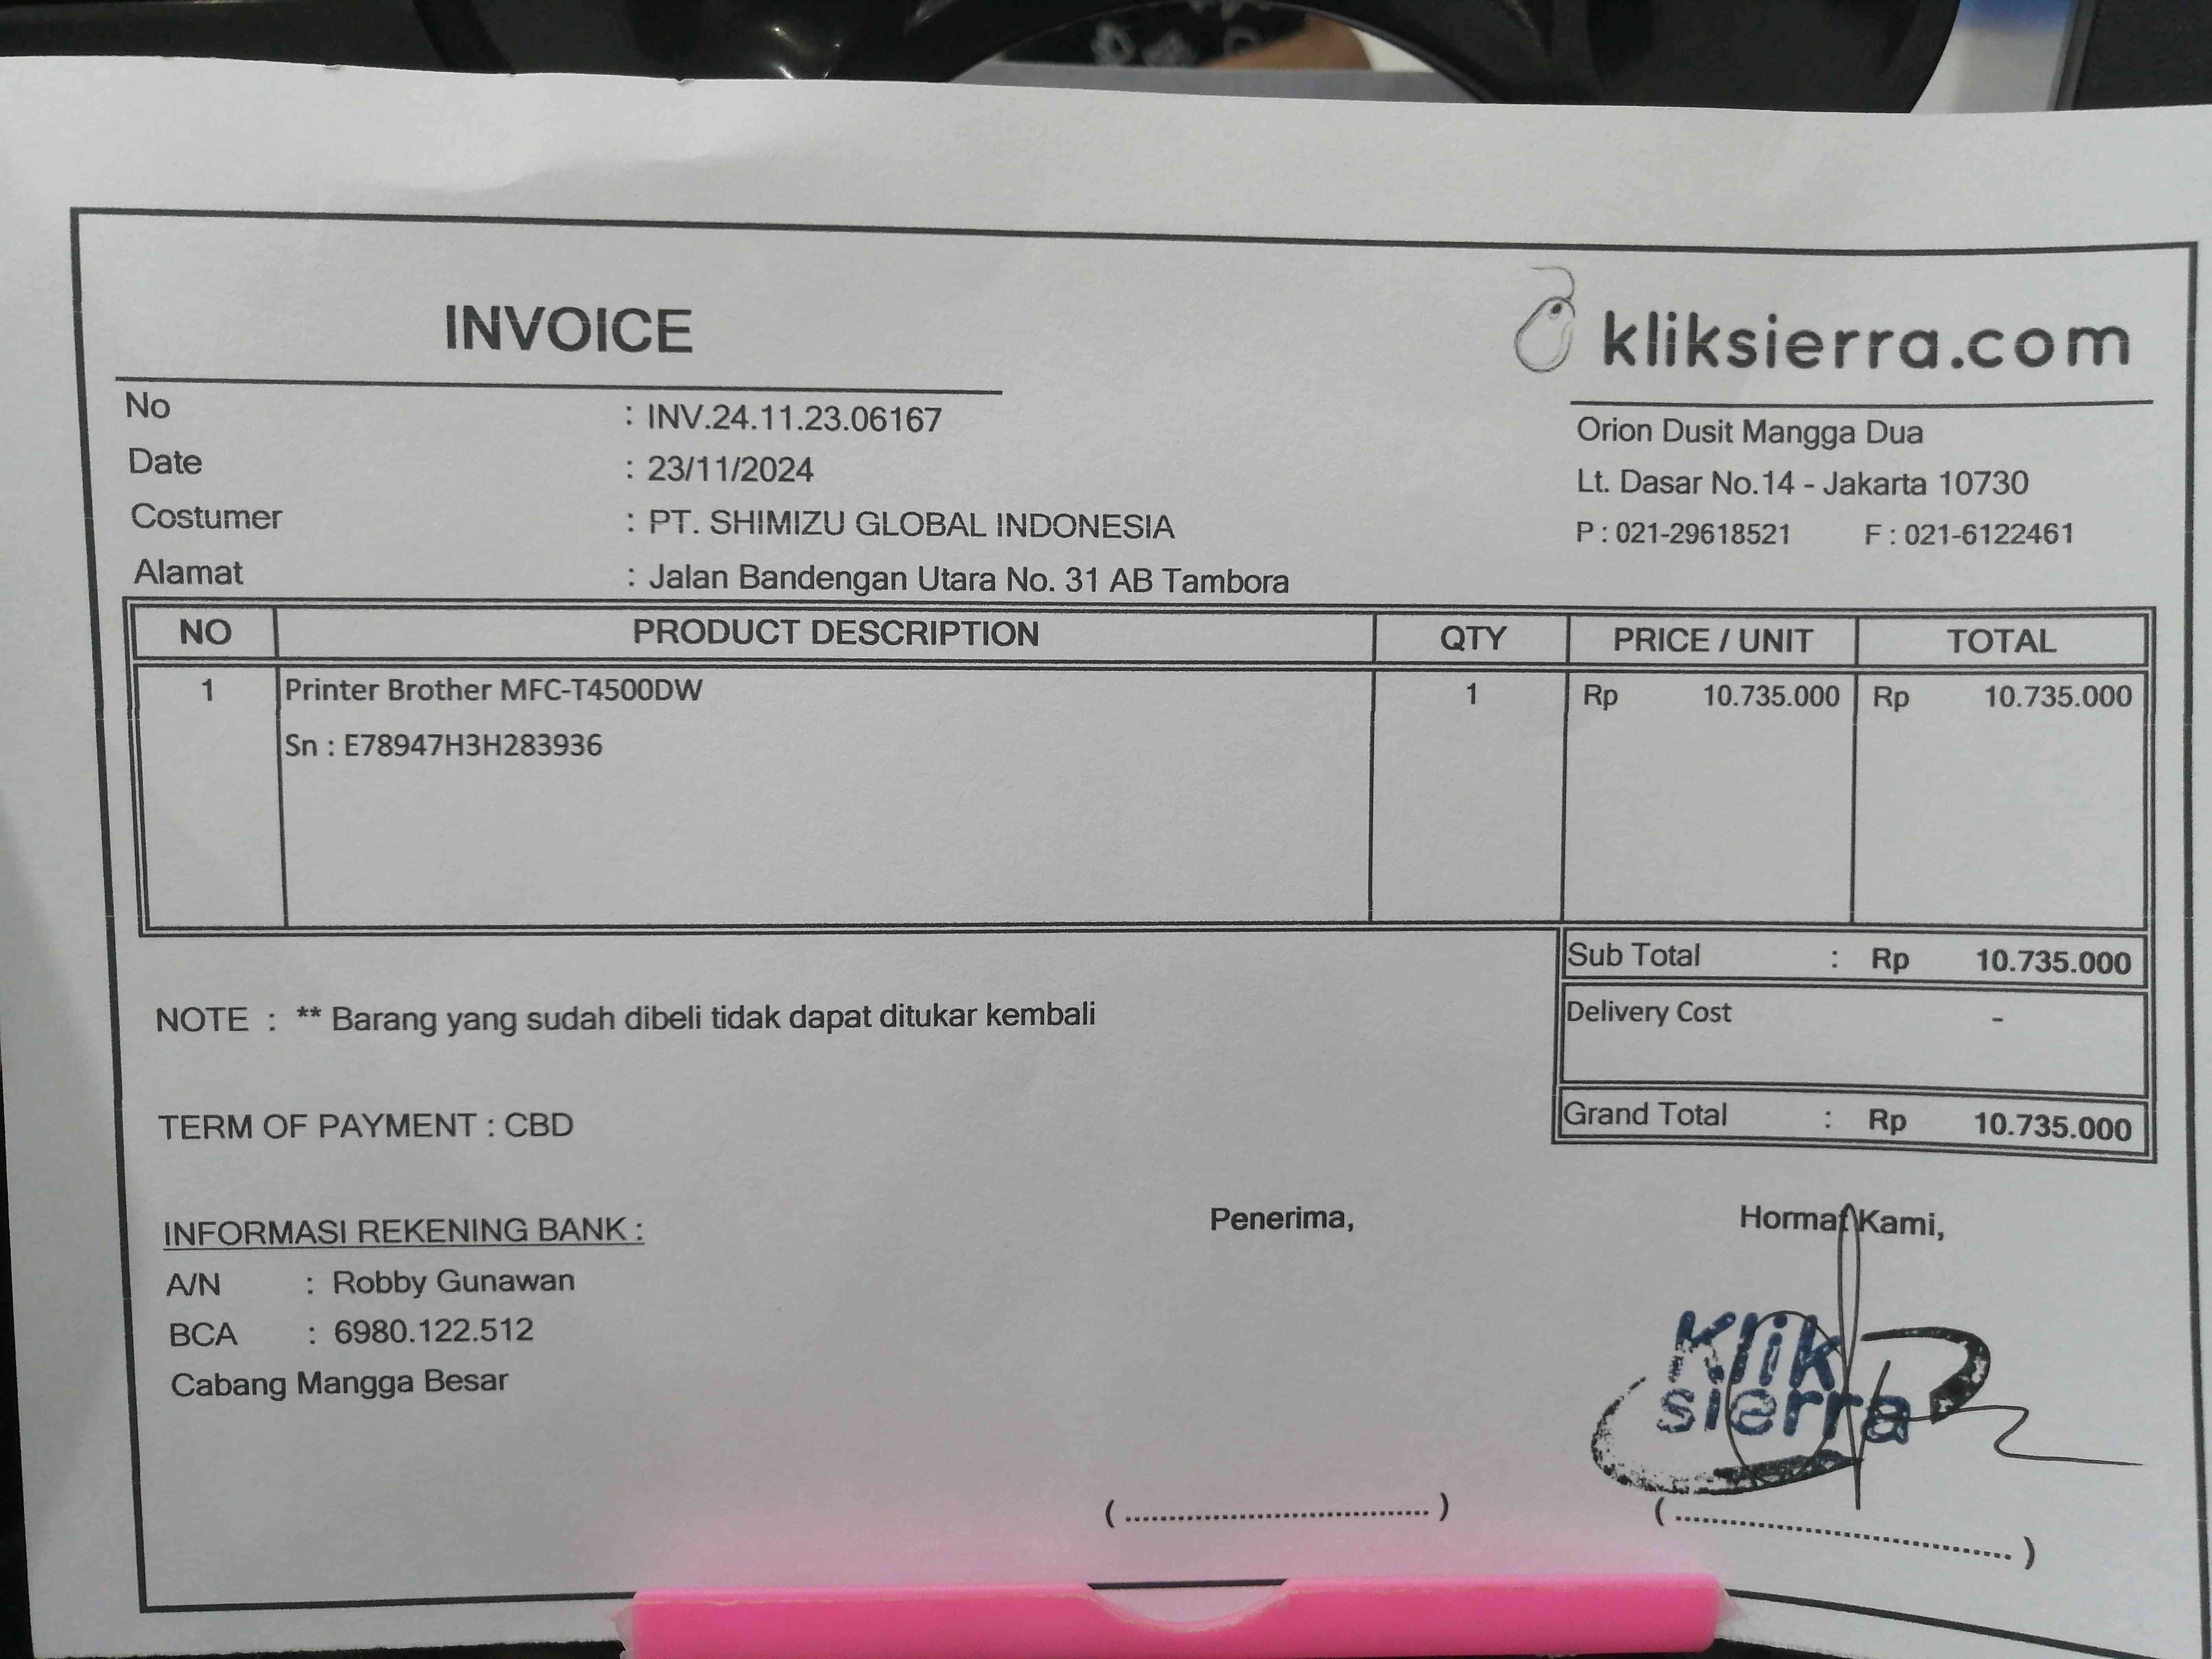 INVOICE
kliksierra.com
Orion Dusit Mangga Dua
Lt. Dasar No.14 - Jakarta 10730
P : 021-29618521 F : 021-6122461
No : INV.24.11.23.06167
Date : 23/11/2024
Costumer : PT. SHIMIZU GLOBAL INDONESIA
Alamat : Jalan Bandengan Utara No. 31 AB Tambora
NO PRODUCT DESCRIPTION QTY PRICE / UNIT TOTAL
1 Printer Brother MFC-T4500DW 1 Rp 10.735.000 Rp 10.735.000
Sn : E78947H3H283936
Sub Total : Rp 10.735.000
Delivery Cost -
Grand Total : Rp 10.735.000
NOTE : ** Barang yang sudah dibeli tidak dapat ditukar kembali
TERM OF PAYMENT : CBD
INFORMASI REKENING BANK :
A/N : Robby Gunawan
BCA : 6980.122.512
Cabang Mangga Besar
Penerima,
(................................)
Hormat Kami,
Klik
sierra
(................................)